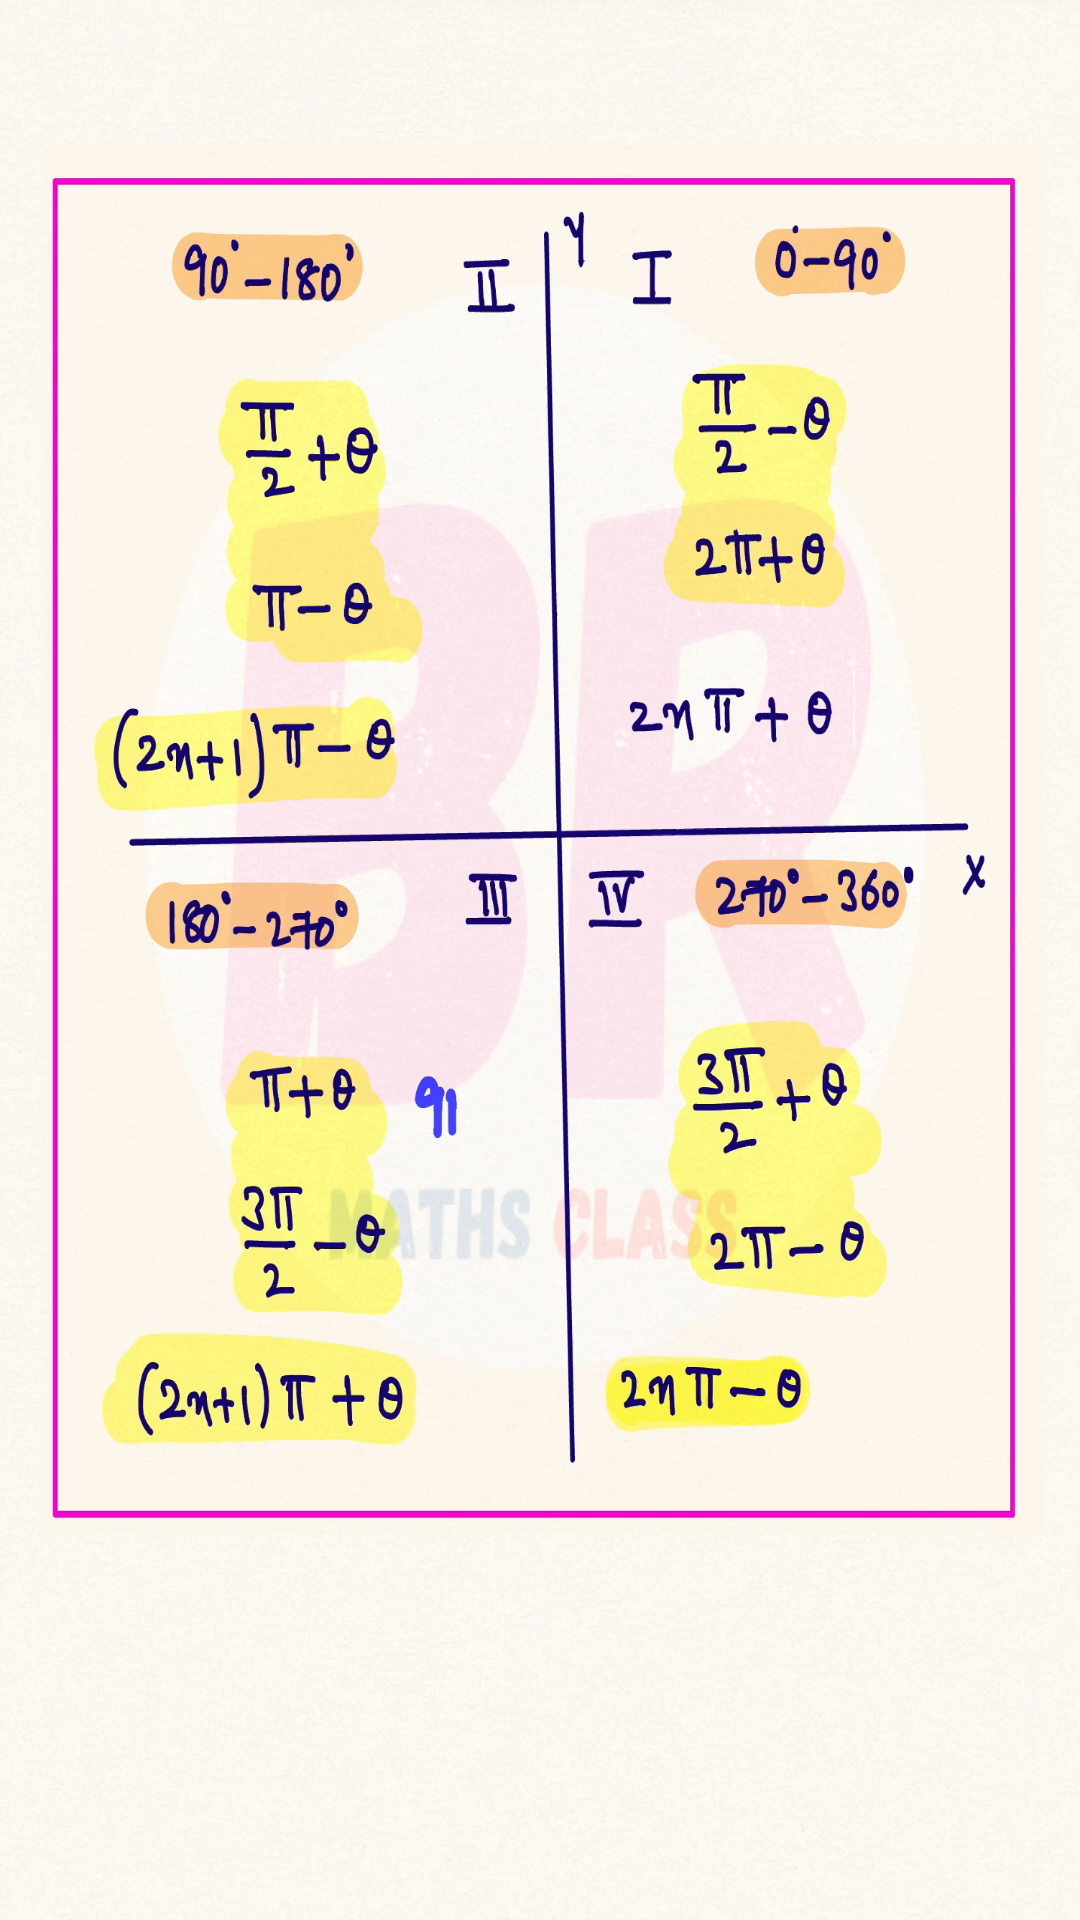 90° – 180°
II
π/2 + θ
π – θ
(2n+1) π – θ
Y
I
0° – 90°
π/2 – θ
2π + θ
2nπ + θ
X
180° – 270°
III
π + θ
3π/2 – θ
(2n+1) π + θ
IV
270° – 360°
3π/2 + θ
2π – θ
2nπ – θ
BR
MATHS CLASS